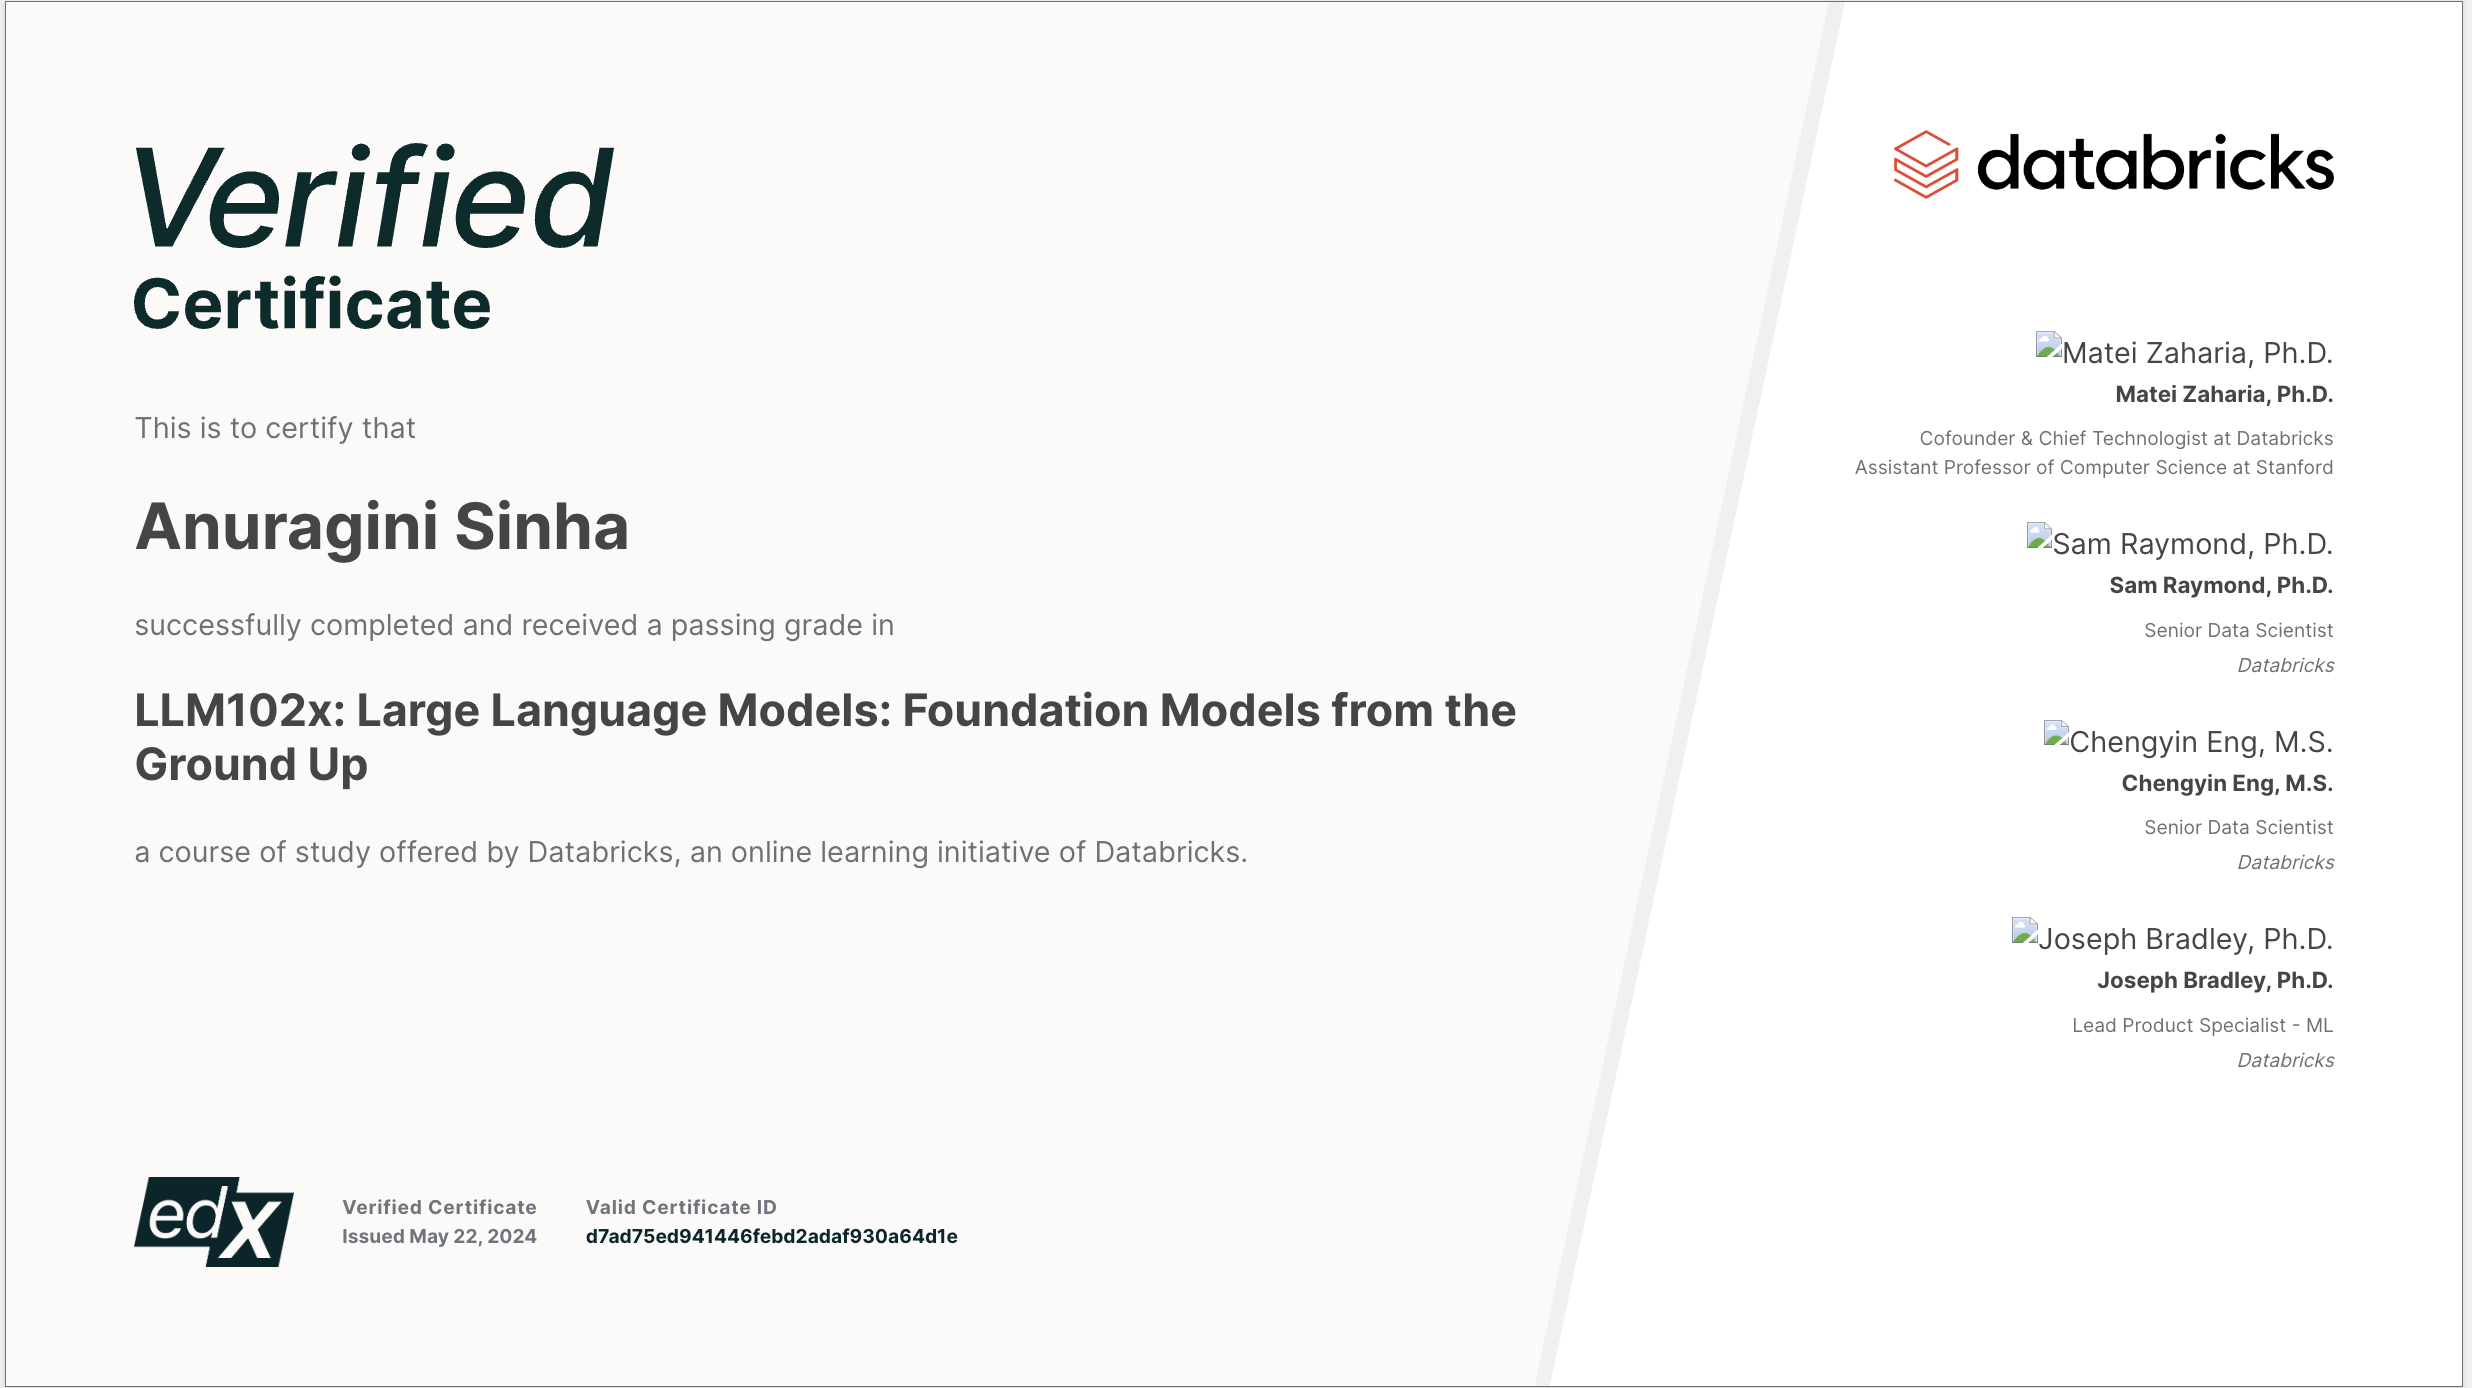 Verified
Certificate
This is to certify that
Anuragini Sinha
successfully completed and received a passing grade in
LLM102x: Large Language Models: Foundation Models from the
Ground Up
a course of study offered by Databricks, an online learning initiative of Databricks.
edX
Verified Certificate
Issued May 22, 2024
Valid Certificate ID
d7ad75ed941446febd2adaf930a64d1e
databricks
Matei Zaharia, Ph.D.
Matei Zaharia, Ph.D.
Cofounder & Chief Technologist at Databricks
Assistant Professor of Computer Science at Stanford
Sam Raymond, Ph.D.
Sam Raymond, Ph.D.
Senior Data Scientist
Databricks
Chengyin Eng, M.S.
Chengyin Eng, M.S.
Senior Data Scientist
Databricks
Joseph Bradley, Ph.D.
Joseph Bradley, Ph.D.
Lead Product Specialist - ML
Databricks